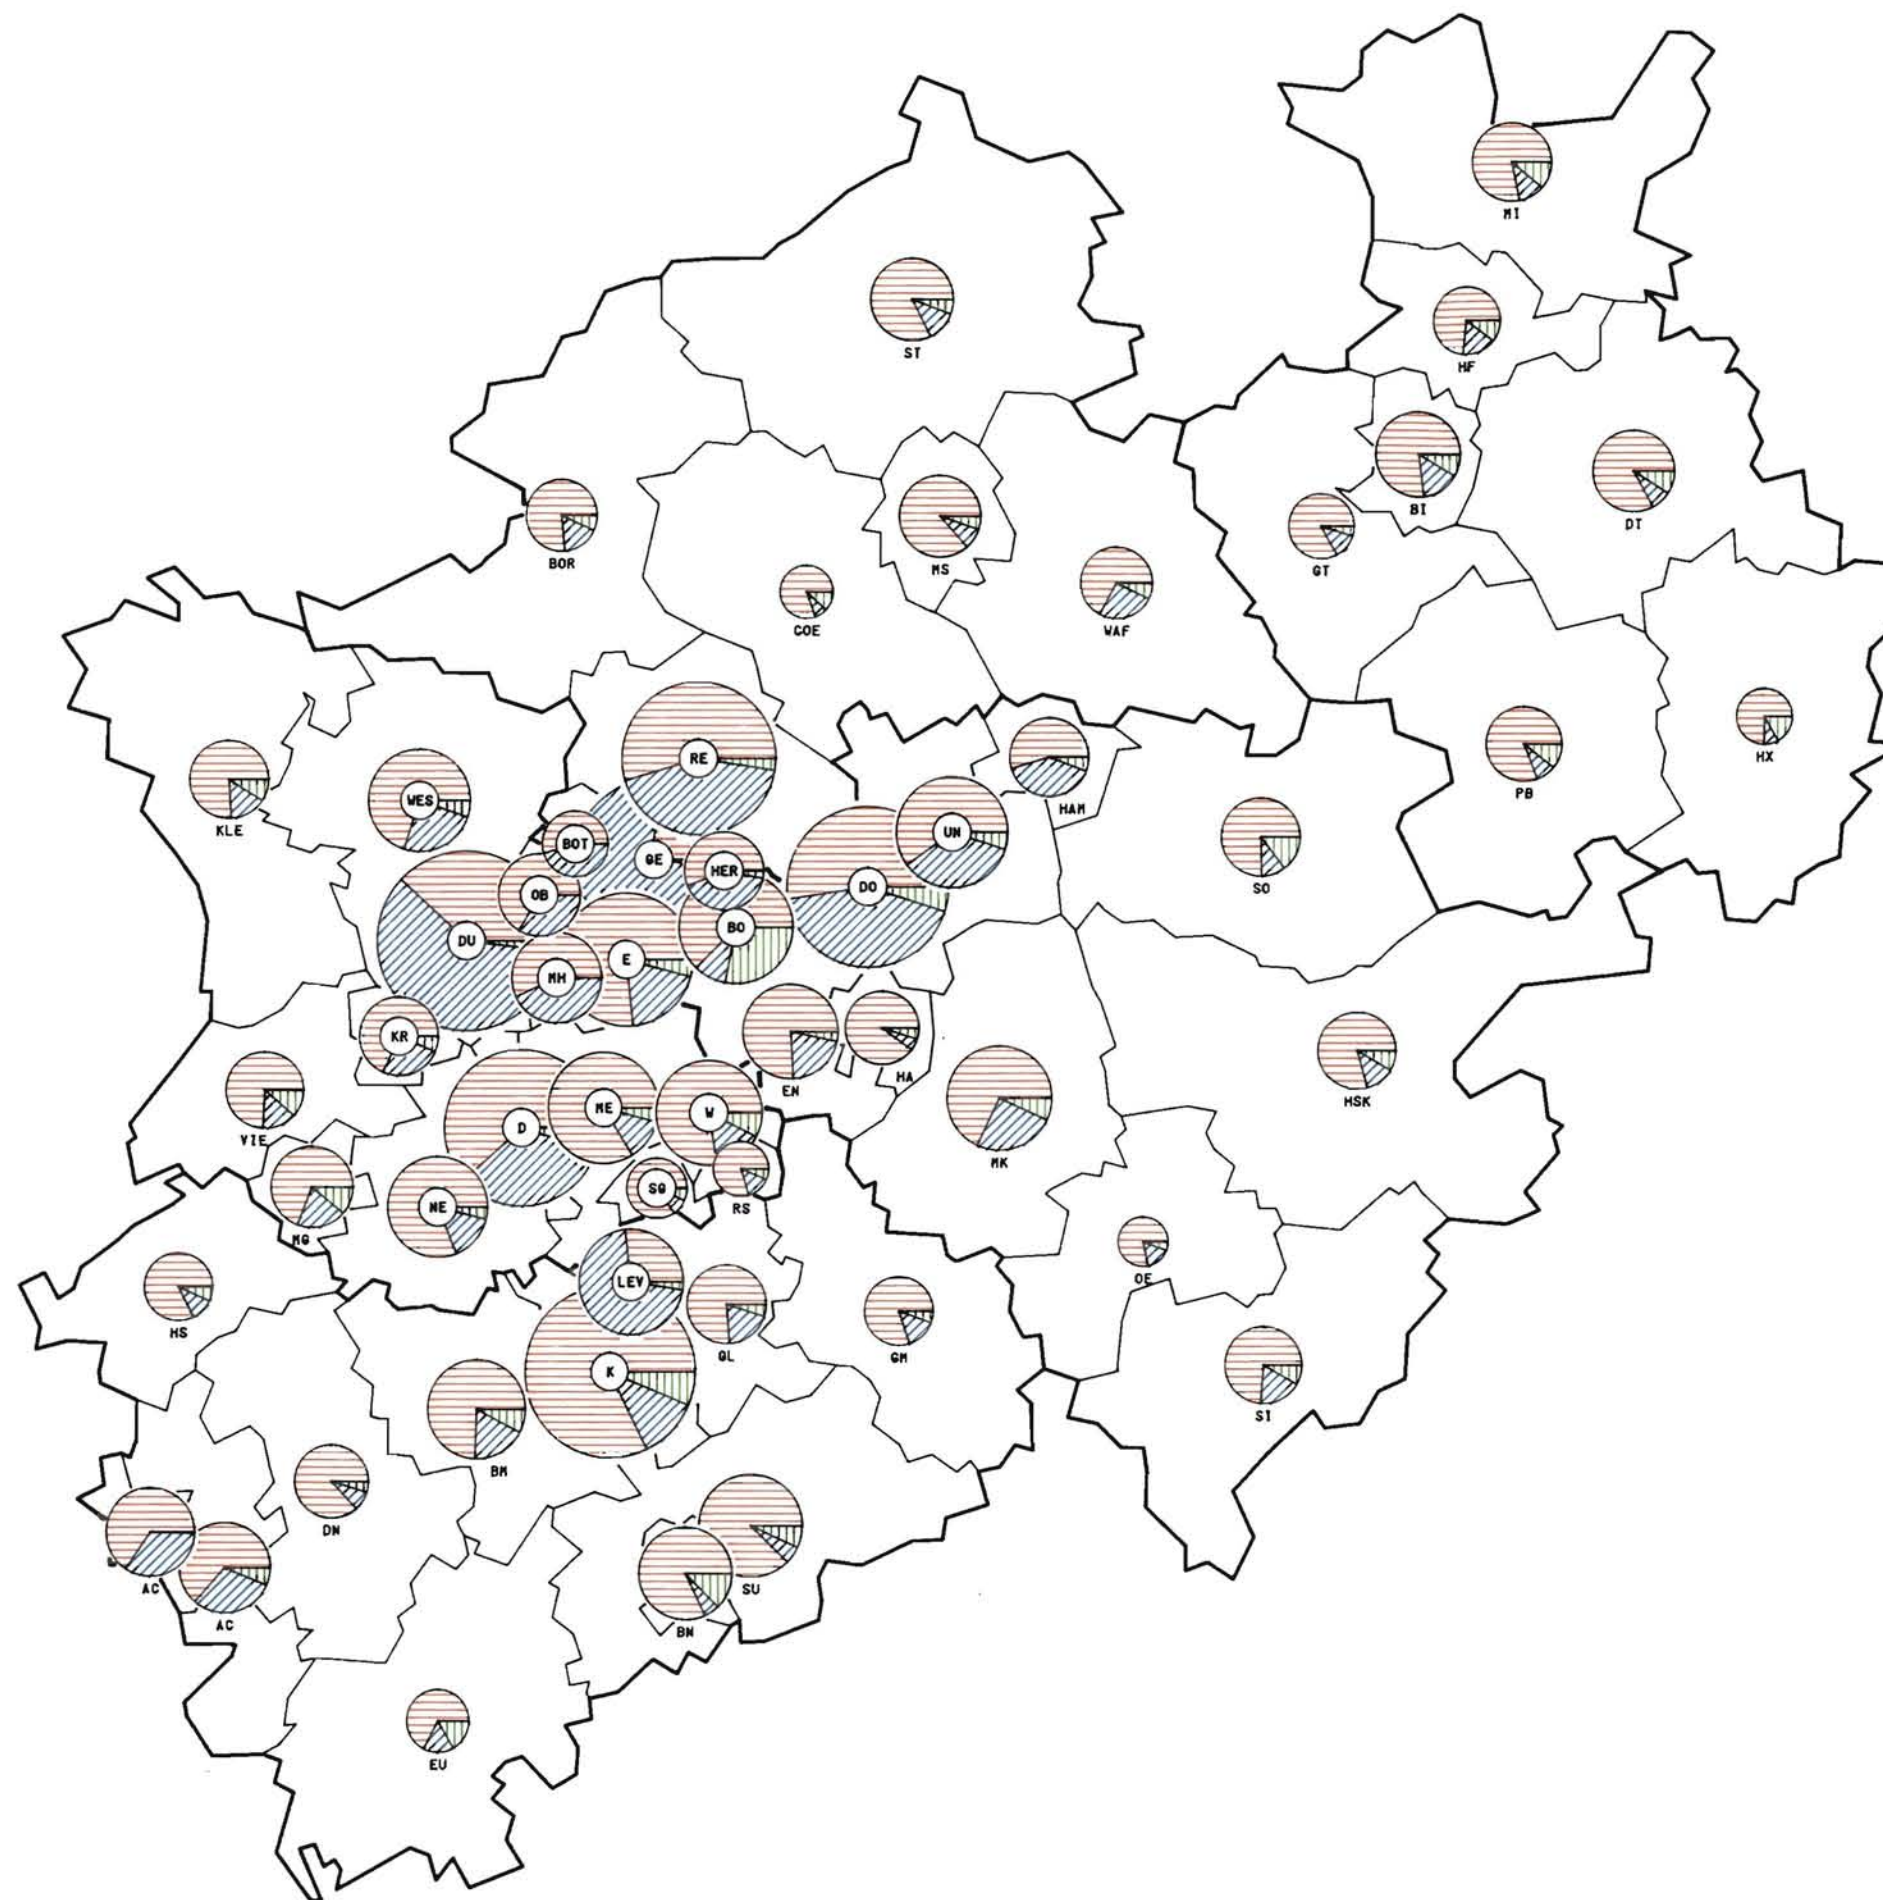 MI
ST
HF
BI
DT
BOR
MS
GT
COE
WAF
RE
HX
WES
PB
HAM
KLE
UN
BOT
GE
HER
SO
DO
OB
BO
DU
E
MH
KR
EN
HA
HSK
VIE
D
ME
W
MK
SG
RS
NE
MG
OE
LEV
HS
GL
GM
K
SI
BM
DN
AC
SU
AC
BN
EU